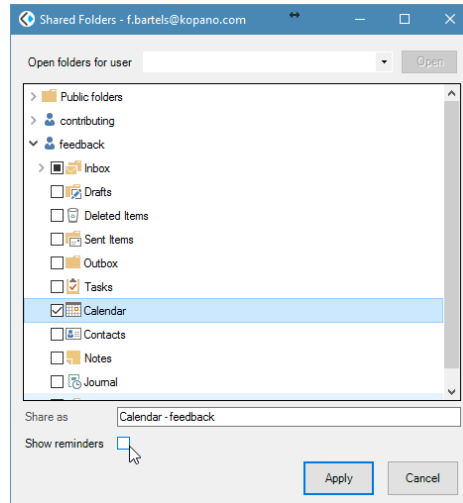 Shared Folders - f.bartels@kopano.com
Open folders for user
Open
Public folders
contributing
feedback
Inbox
Drafts
Deleted Items
Sent Items
Outbox
Tasks
Calendar
Contacts
Notes
Journal
Share as Calendar - feedback
Show reminders
Apply Cancel